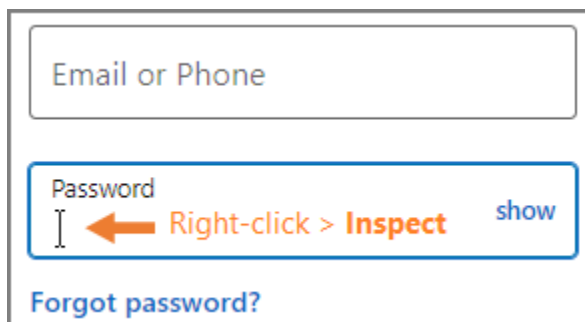 Email or Phone
Password
Right-click > Inspect
show
Forgot password?